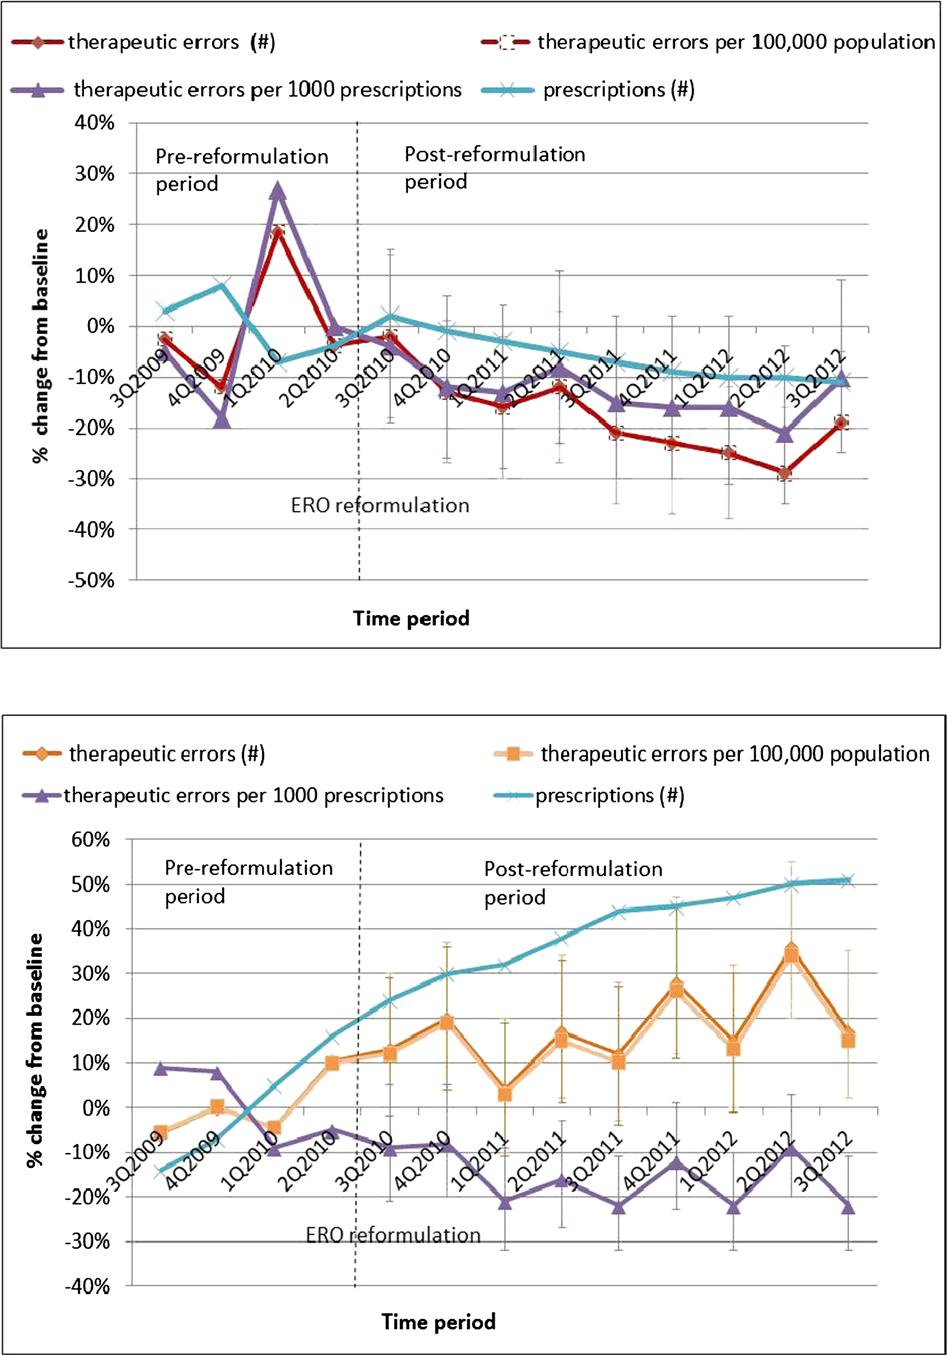 therapeutic errors (#)
therapeutic errors per 100,000 population
therapeutic errors per 1000 prescriptions
prescriptions (#)
40%
30%
20%
10%
0%
-10%
-20%
-30%
-40%
-50%
% change from baseline
Pre-reformulation
period
Post-reformulation
period
3Q2009
4Q2009
1Q2010
2Q2010
3Q2010
4Q2010
1Q2011
2Q2011
3Q2011
4Q2011
1Q2012
2Q2012
3Q2012
ERO reformulation
Time period
therapeutic errors (#)
therapeutic errors per 100,000 population
therapeutic errors per 1000 prescriptions
prescriptions (#)
60%
50%
40%
30%
20%
10%
0%
-10%
-20%
-30%
-40%
% change from baseline
Pre-reformulation
period
Post-reformulation
period
3Q2009
4Q2009
1Q2010
2Q2010
3Q2010
4Q2010
1Q2011
2Q2011
3Q2011
4Q2011
1Q2012
2Q2012
3Q2012
ERO reformulation
Time period